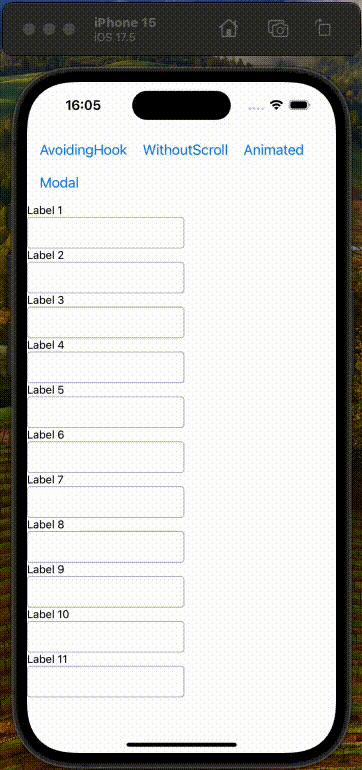 iPhone 15
iOS 17.5
16:05
AvoidingHook WithoutScroll Animated
Modal
Label 1
Label 2
Label 3
Label 4
Label 5
Label 6
Label 7
Label 8
Label 9
Label 10
Label 11